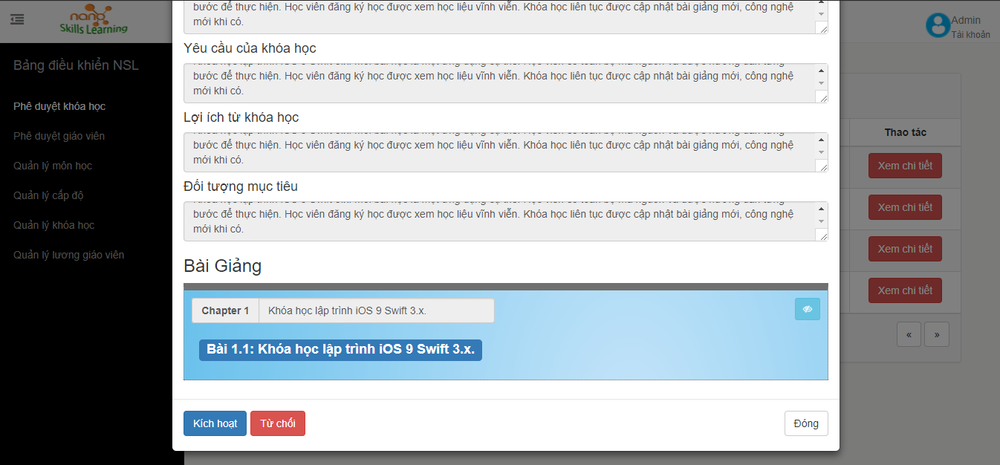 nano
Skills Learning
Admin
Tài khoản
Bảng điều khiển NSL
Phê duyệt khóa học
Phê duyệt giáo viên
Quản lý môn học
Quản lý cấp độ
Quản lý khóa học
Quản lý lương giáo viên
bước để thực hiện. Học viên đăng ký học được xem học liệu vĩnh viễn. Khóa học liên tục được cập nhật bài giảng mới, công nghệ
mới khi có.
Yêu cầu của khóa học
bước để thực hiện. Học viên đăng ký học được xem học liệu vĩnh viễn. Khóa học liên tục được cập nhật bài giảng mới, công nghệ
mới khi có.
Lợi ích từ khóa học
bước để thực hiện. Học viên đăng ký học được xem học liệu vĩnh viễn. Khóa học liên tục được cập nhật bài giảng mới, công nghệ
mới khi có.
Đối tượng mục tiêu
bước để thực hiện. Học viên đăng ký học được xem học liệu vĩnh viễn. Khóa học liên tục được cập nhật bài giảng mới, công nghệ
mới khi có.
Bài Giảng
Chapter 1 Khóa học lập trình iOS 9 Swift 3.x.
Bài 1.1: Khóa học lập trình iOS 9 Swift 3.x.
Kích hoạt Từ chối Đóng
Thao tác
Xem chi tiết
Xem chi tiết
Xem chi tiết
Xem chi tiết
« »